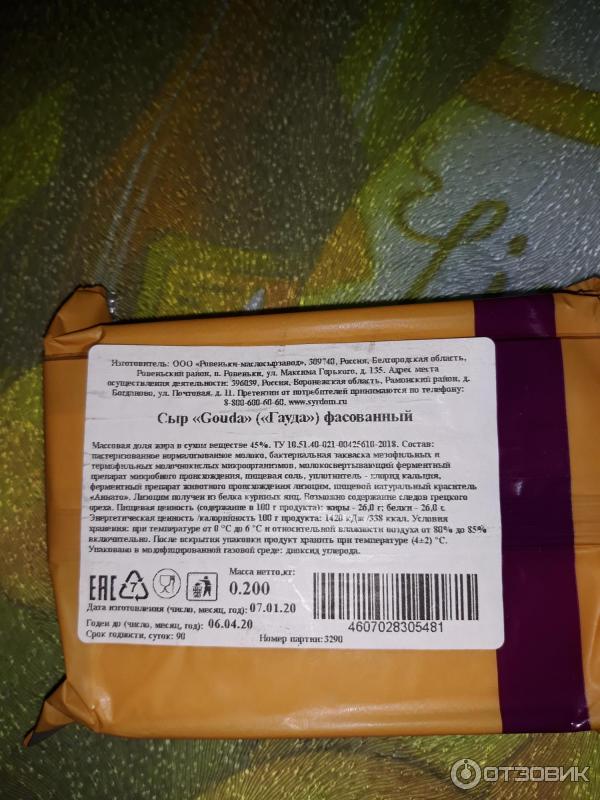 Изготовитель: ООО «Ровеньки-маслосырзавод», 309740, Россия, Белгородская область,
Ровеньский район, п. Ровеньки, ул. Максима Горького, д. 135. Адрес места
осуществления деятельности: 396039, Россия, Воронежская область, Рамонский район, д.
Богданово, ул. Почтовая, д. 11. Претензии от потребителей принимаются по телефону:
8-800-600-60-60, www.syrdom.ru
Сыр «Gouda» («Гауда») фасованный
Массовая доля жира в сухом веществе 45%. ТУ 10.51.40-021-00425610-2018. Состав:
пастеризованное нормализованное молоко, бактериальная закваска мезофильных и
термофильных молочнокислых микроорганизмов, молокосвертывающий ферментный
препарат микробного происхождения, пищевая соль, уплотнитель - хлорид кальция,
ферментный препарат животного происхождения лизоцим, пищевой натуральный краситель
«Аннато». Лизоцим получен из белка куриных яиц. Возможно содержание следов грецкого
ореха. Пищевая ценность (содержание в 100 г продукта): жиры - 26,0 г; белки - 26,0 г.
Энергетическая ценность /калорийность 100 г продукта: 1420 кДж /338 ккал. Условия
хранения: при температуре от 0 °С до 6 °С и относительной влажности воздуха от 80% до 85%
включительно. После вскрытия упаковки продукт хранить при температуре (4±2) °С.
Упаковано в модифицированной газовой среде: диоксид углерода.
Масса нетто,кг:
ЕАС 7 0.200
Дата изготовления (число, месяц, год): 07.01.20
Годен до (число, месяц, год): 06.04.20
Срок годности, суток: 90
Номер партии: 3290
4607028305481
ОТЗОВИК